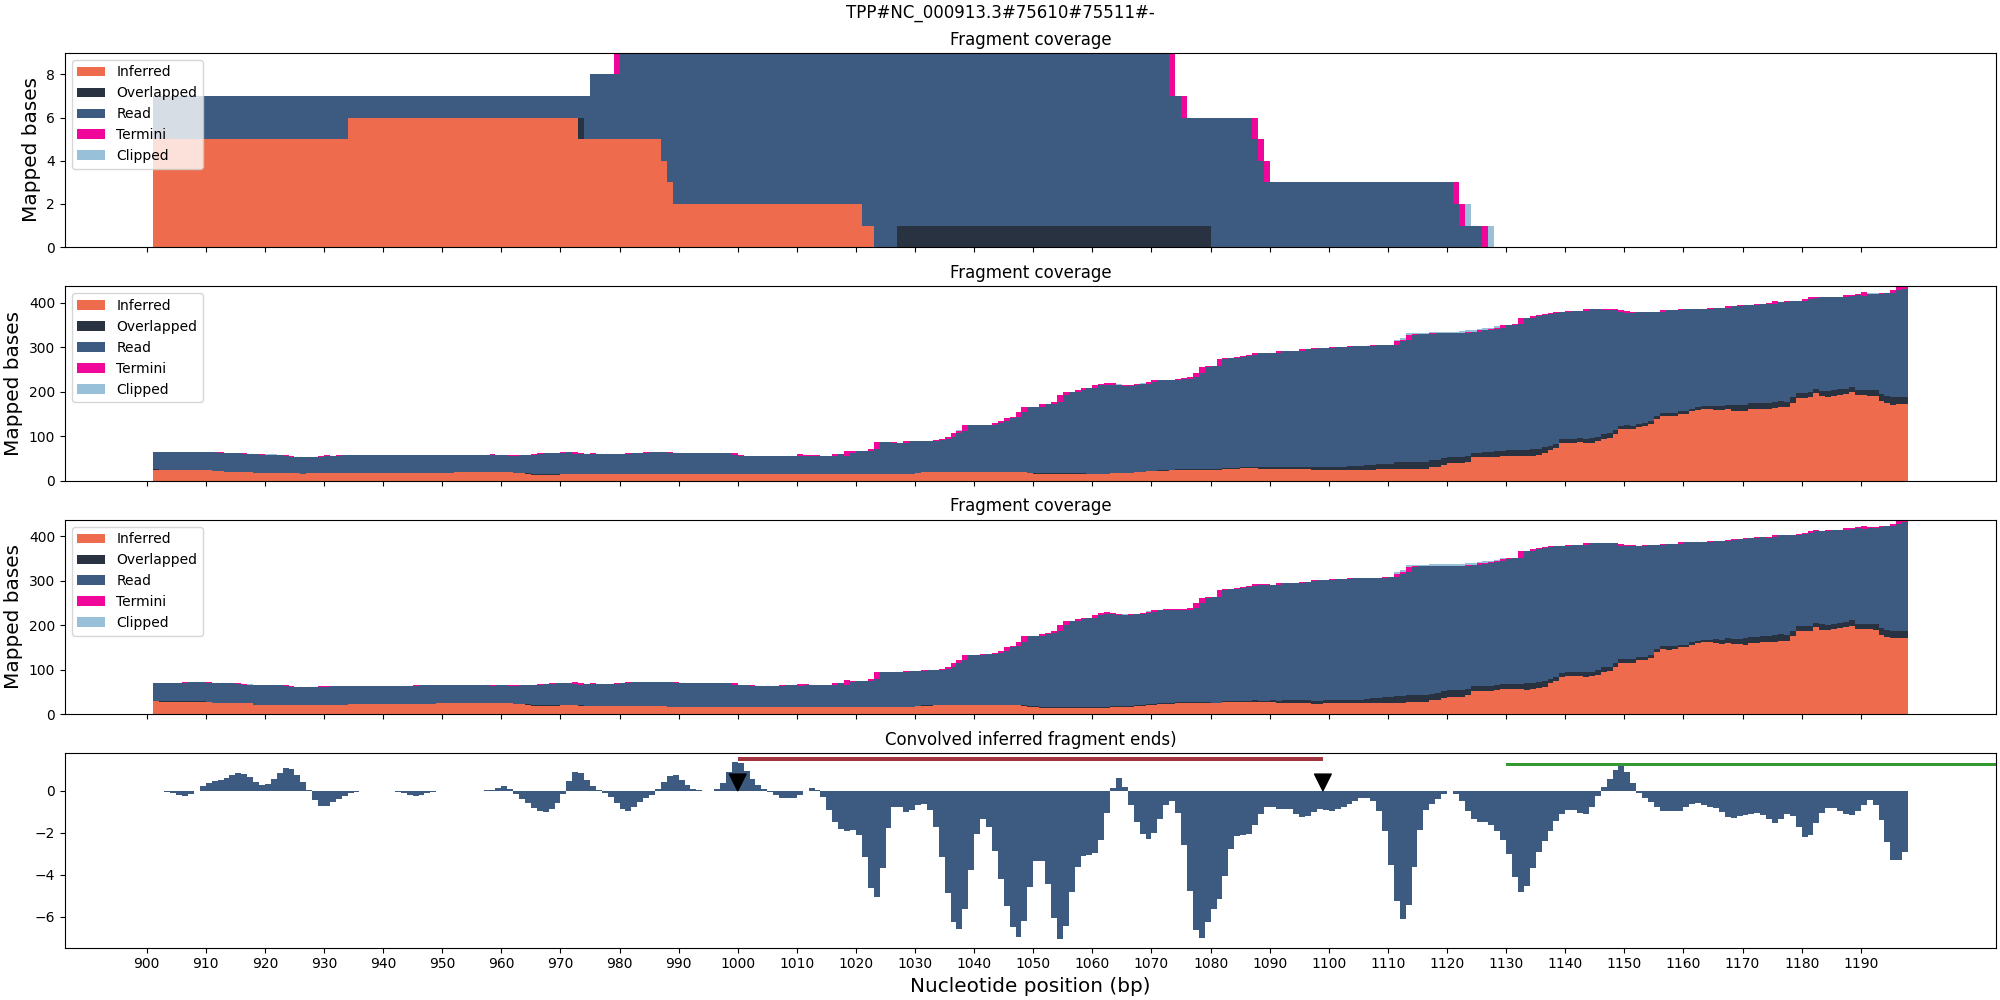 TPP#NC_000913.3#75610#75511#-
Fragment coverage
Mapped bases
8
6
4
2
0
Inferred
Overlapped
Read
Termini
Clipped
Fragment coverage
Mapped bases
400
300
200
100
0
Inferred
Overlapped
Read
Termini
Clipped
Fragment coverage
Mapped bases
400
300
200
100
0
Inferred
Overlapped
Read
Termini
Clipped
Convolved inferred fragment ends)
0
−2
−4
−6
900 910 920 930 940 950 960 970 980 990 1000 1010 1020 1030 1040 1050 1060 1070 1080 1090 1100 1110 1120 1130 1140 1150 1160 1170 1180 1190
Nucleotide position (bp)